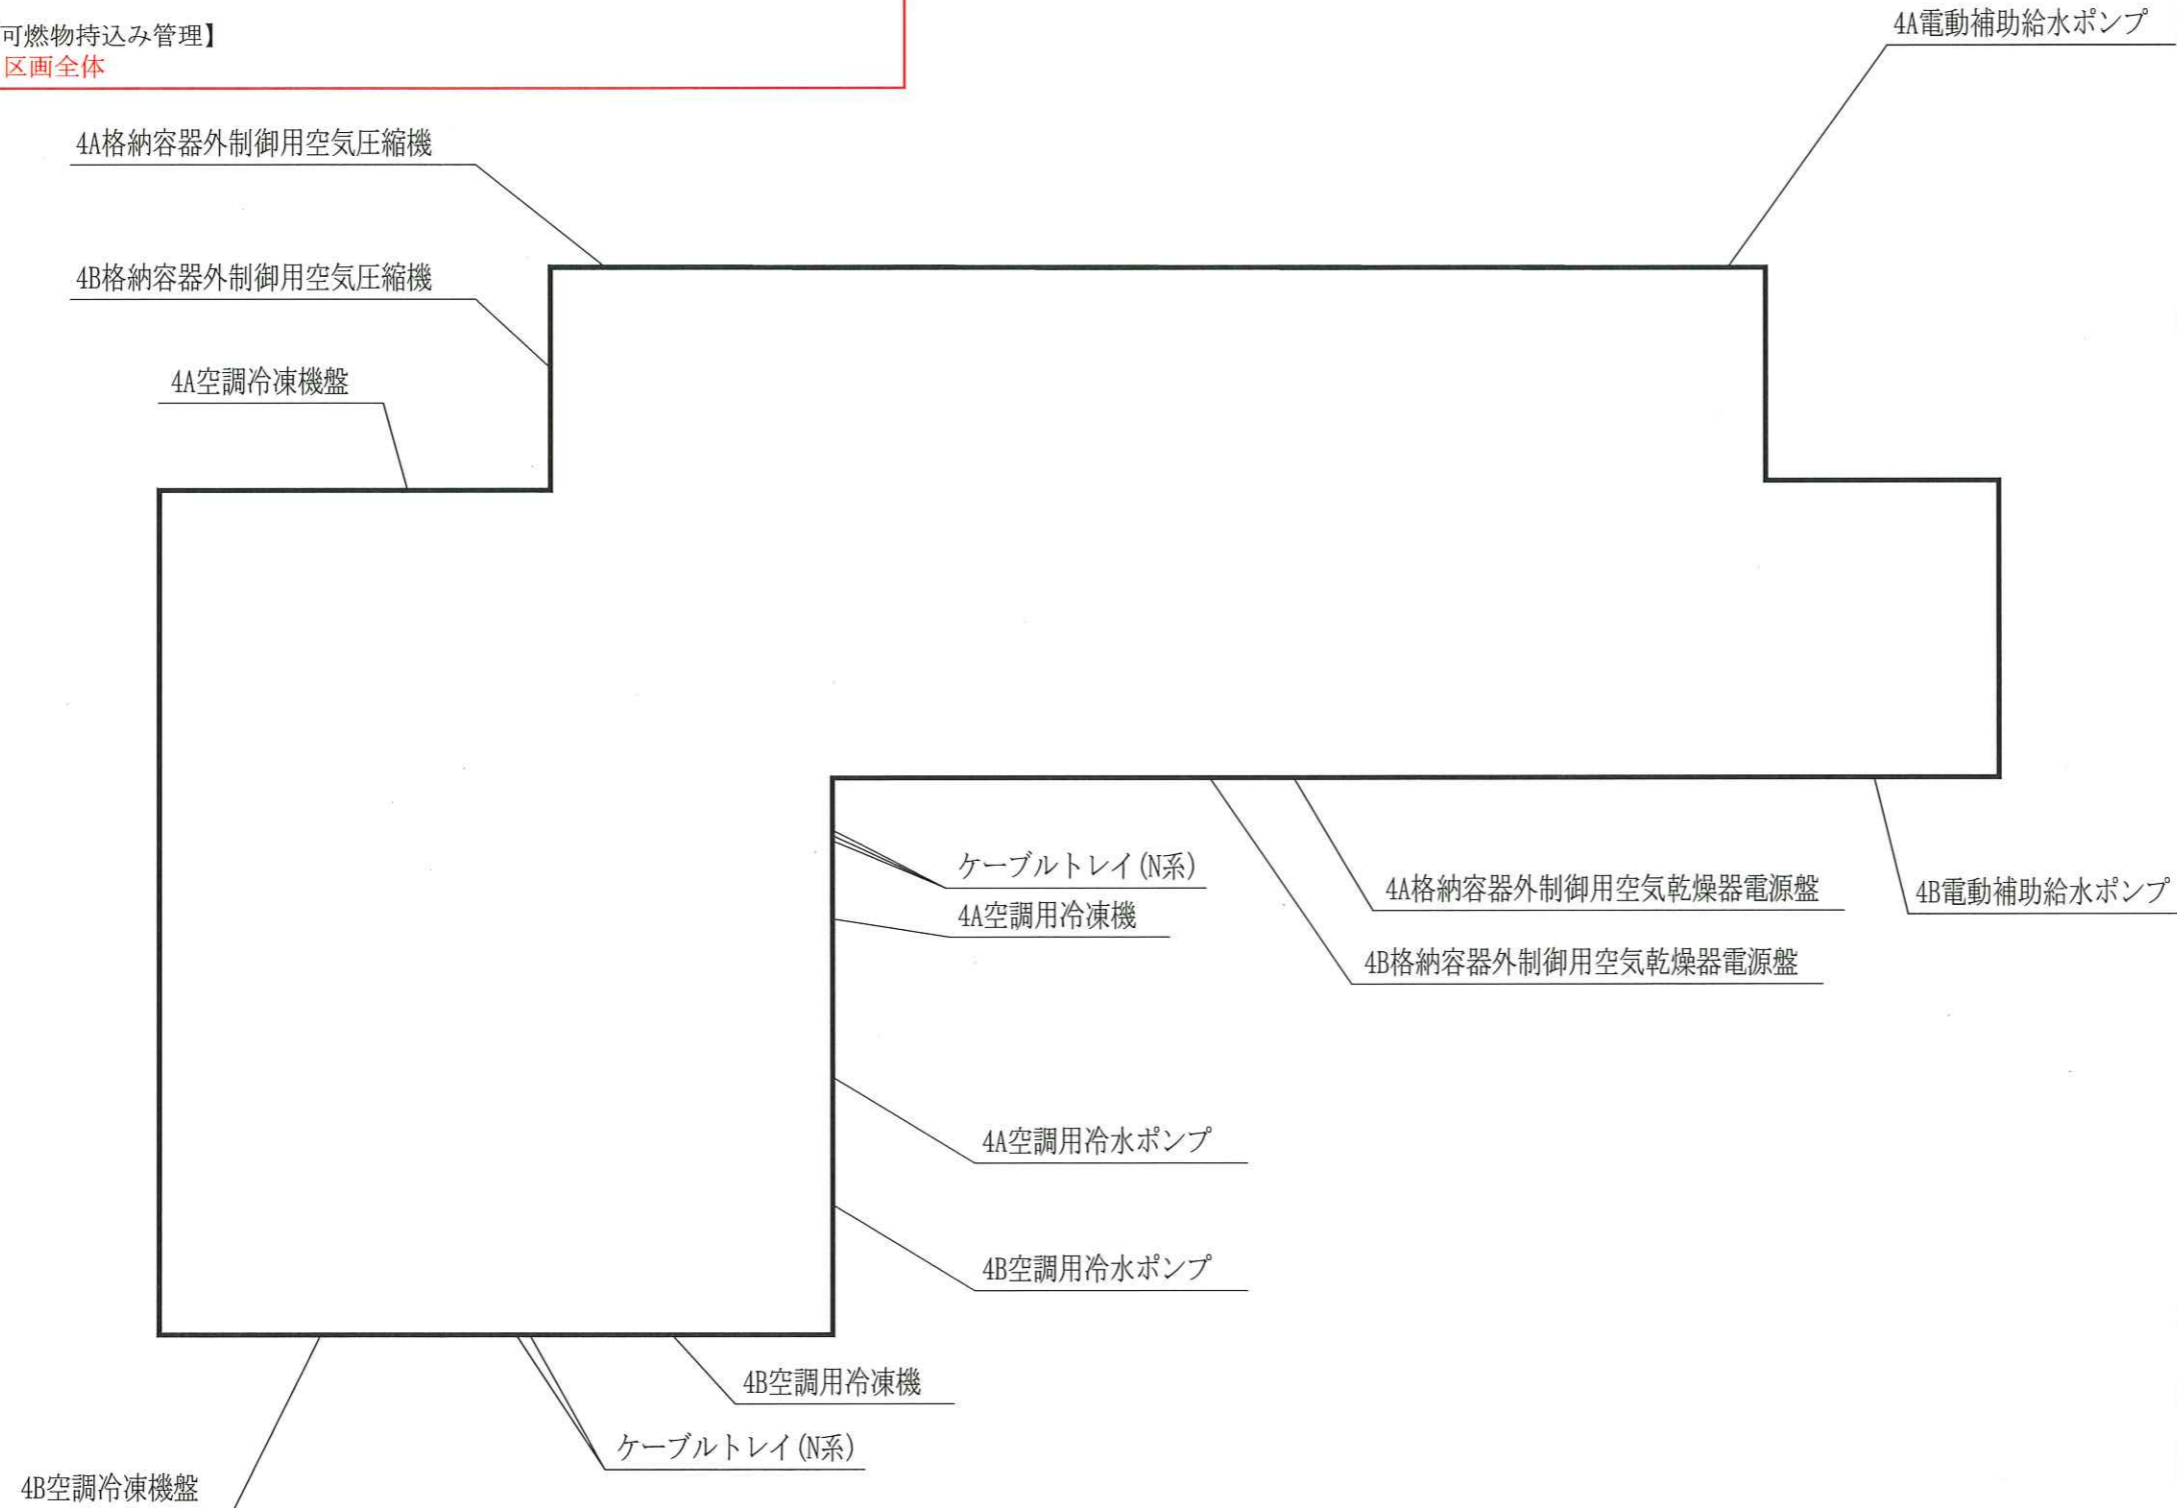 可燃物持込み管理】
区画全体
4A電動補助給水ポンプ
4A格納容器外制御用空気圧縮機
4B格納容器外制御用空気圧縮機
4A空調冷凍機盤
ケーブルトレイ(N系)
4A空調用冷凍機
4A格納容器外制御用空気乾燥器電源盤
4B電動補助給水ポンプ
4B格納容器外制御用空気乾燥器電源盤
4A空調用冷水ポンプ
4B空調用冷水ポンプ
4B空調用冷凍機
ケーブルトレイ(N系)
4B空調冷凍機盤